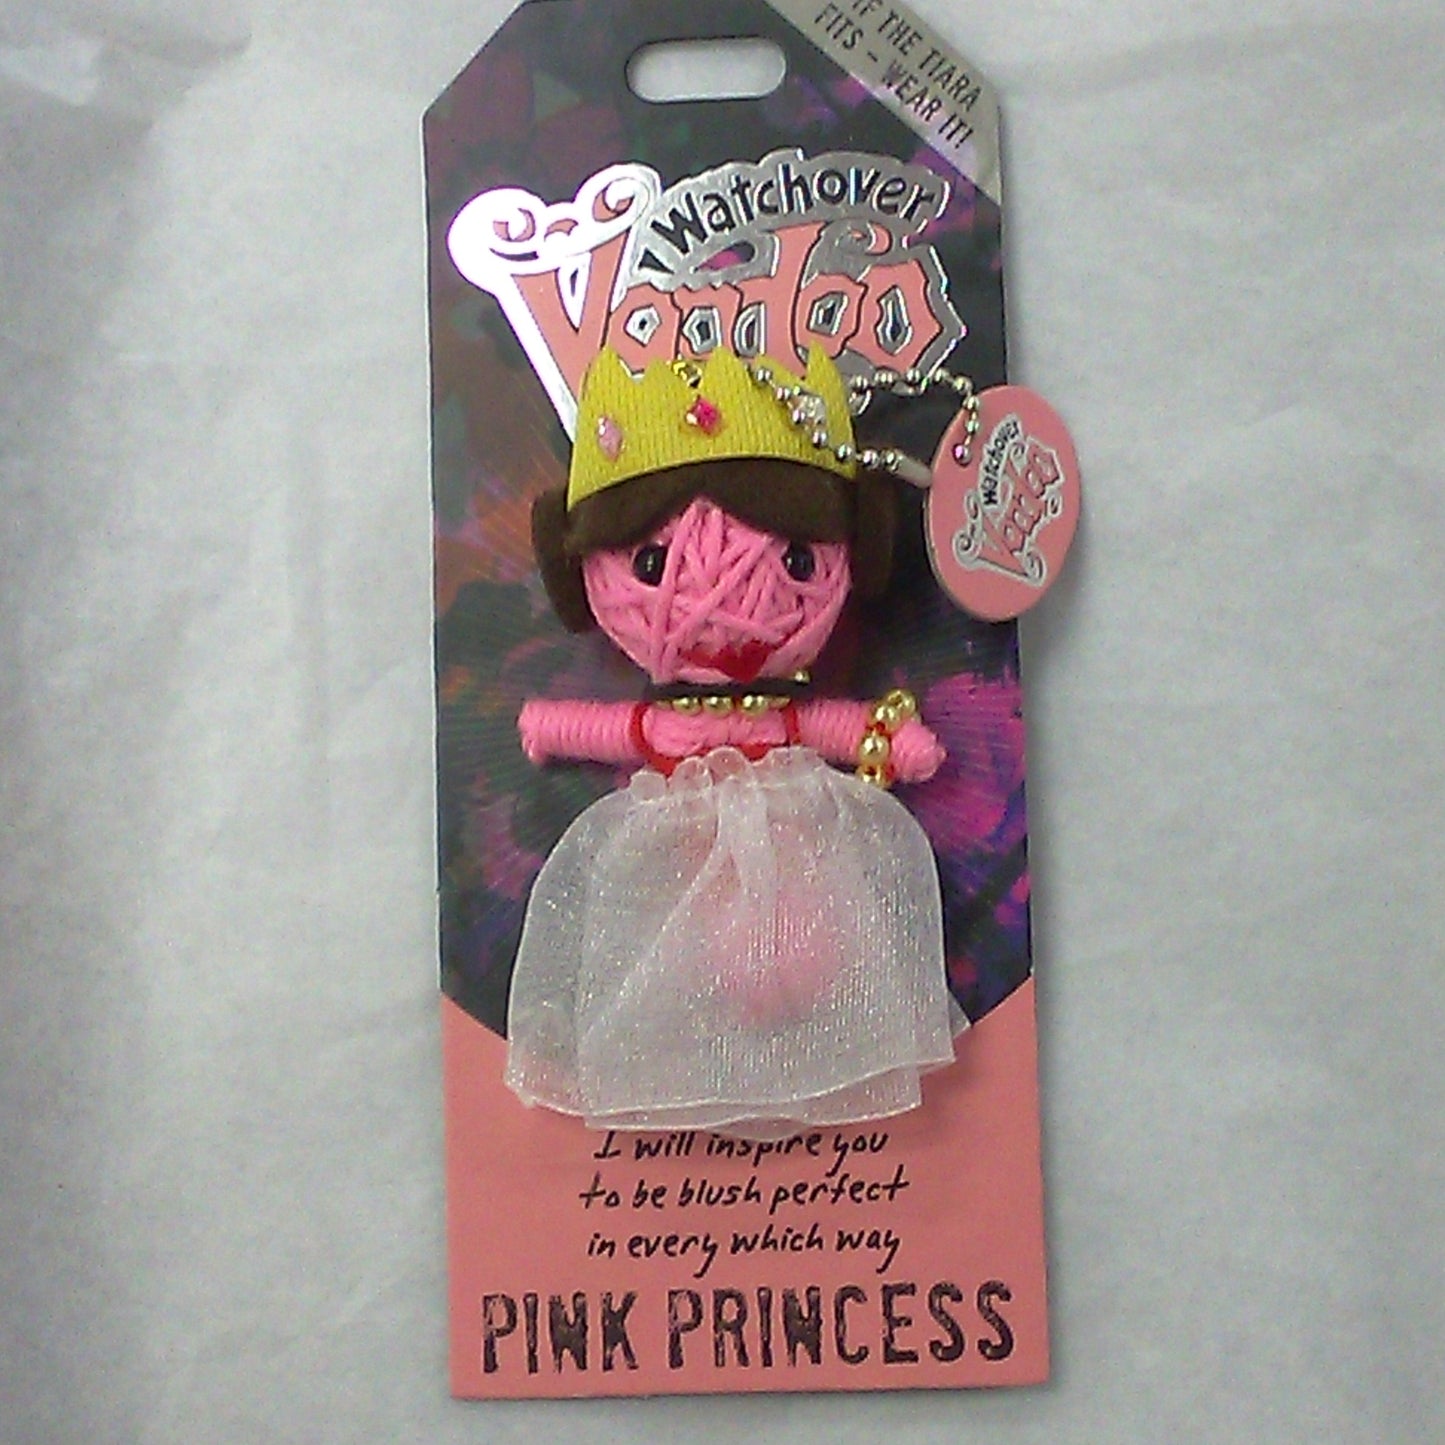 IF THE TIARA
FITS - WEAR IT!
Watchover
Voodoo
Watchover
Voodoo
I will inspire you
to be blush perfect
in every which way
PINK PRINCESS